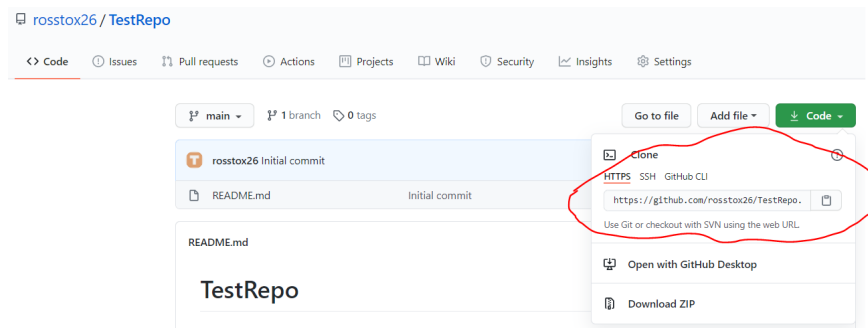 rosstox26 / TestRepo
Code Issues Pull requests Actions Projects Wiki Security Insights Settings
main 1 branch 0 tags Go to file Add file Code
rosstox26 Initial commit
Clone
README.md Initial commit
HTTPS SSH GitHub CLI
https://github.com/rosstox26/TestRepo.
Use Git or checkout with SVN using the web URL.
README.md
Open with GitHub Desktop
TestRepo
Download ZIP